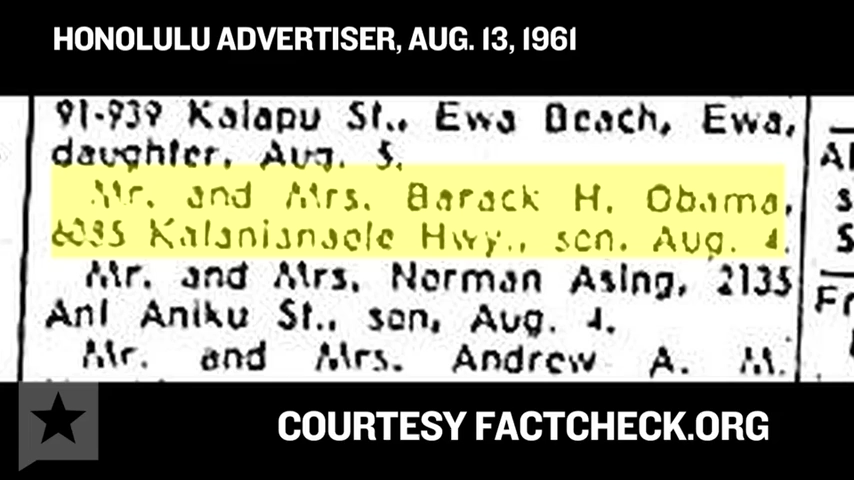 HONOLULU ADVERTISER, AUG. 13, 1961
91-939 Kalapu St., Ewa Beach, Ewa,
daughter, Aug. 5.
Mr. and Mrs. Barack H. Obama,
6085 Kalanianaole Hwy., son, Aug. 4.
Mr. and Mrs. Norman Asing, 2135
Ani Aniku St., son, Aug. 4.
Mr. and Mrs. Andrew A. M.
COURTESY FACTCHECK.ORG